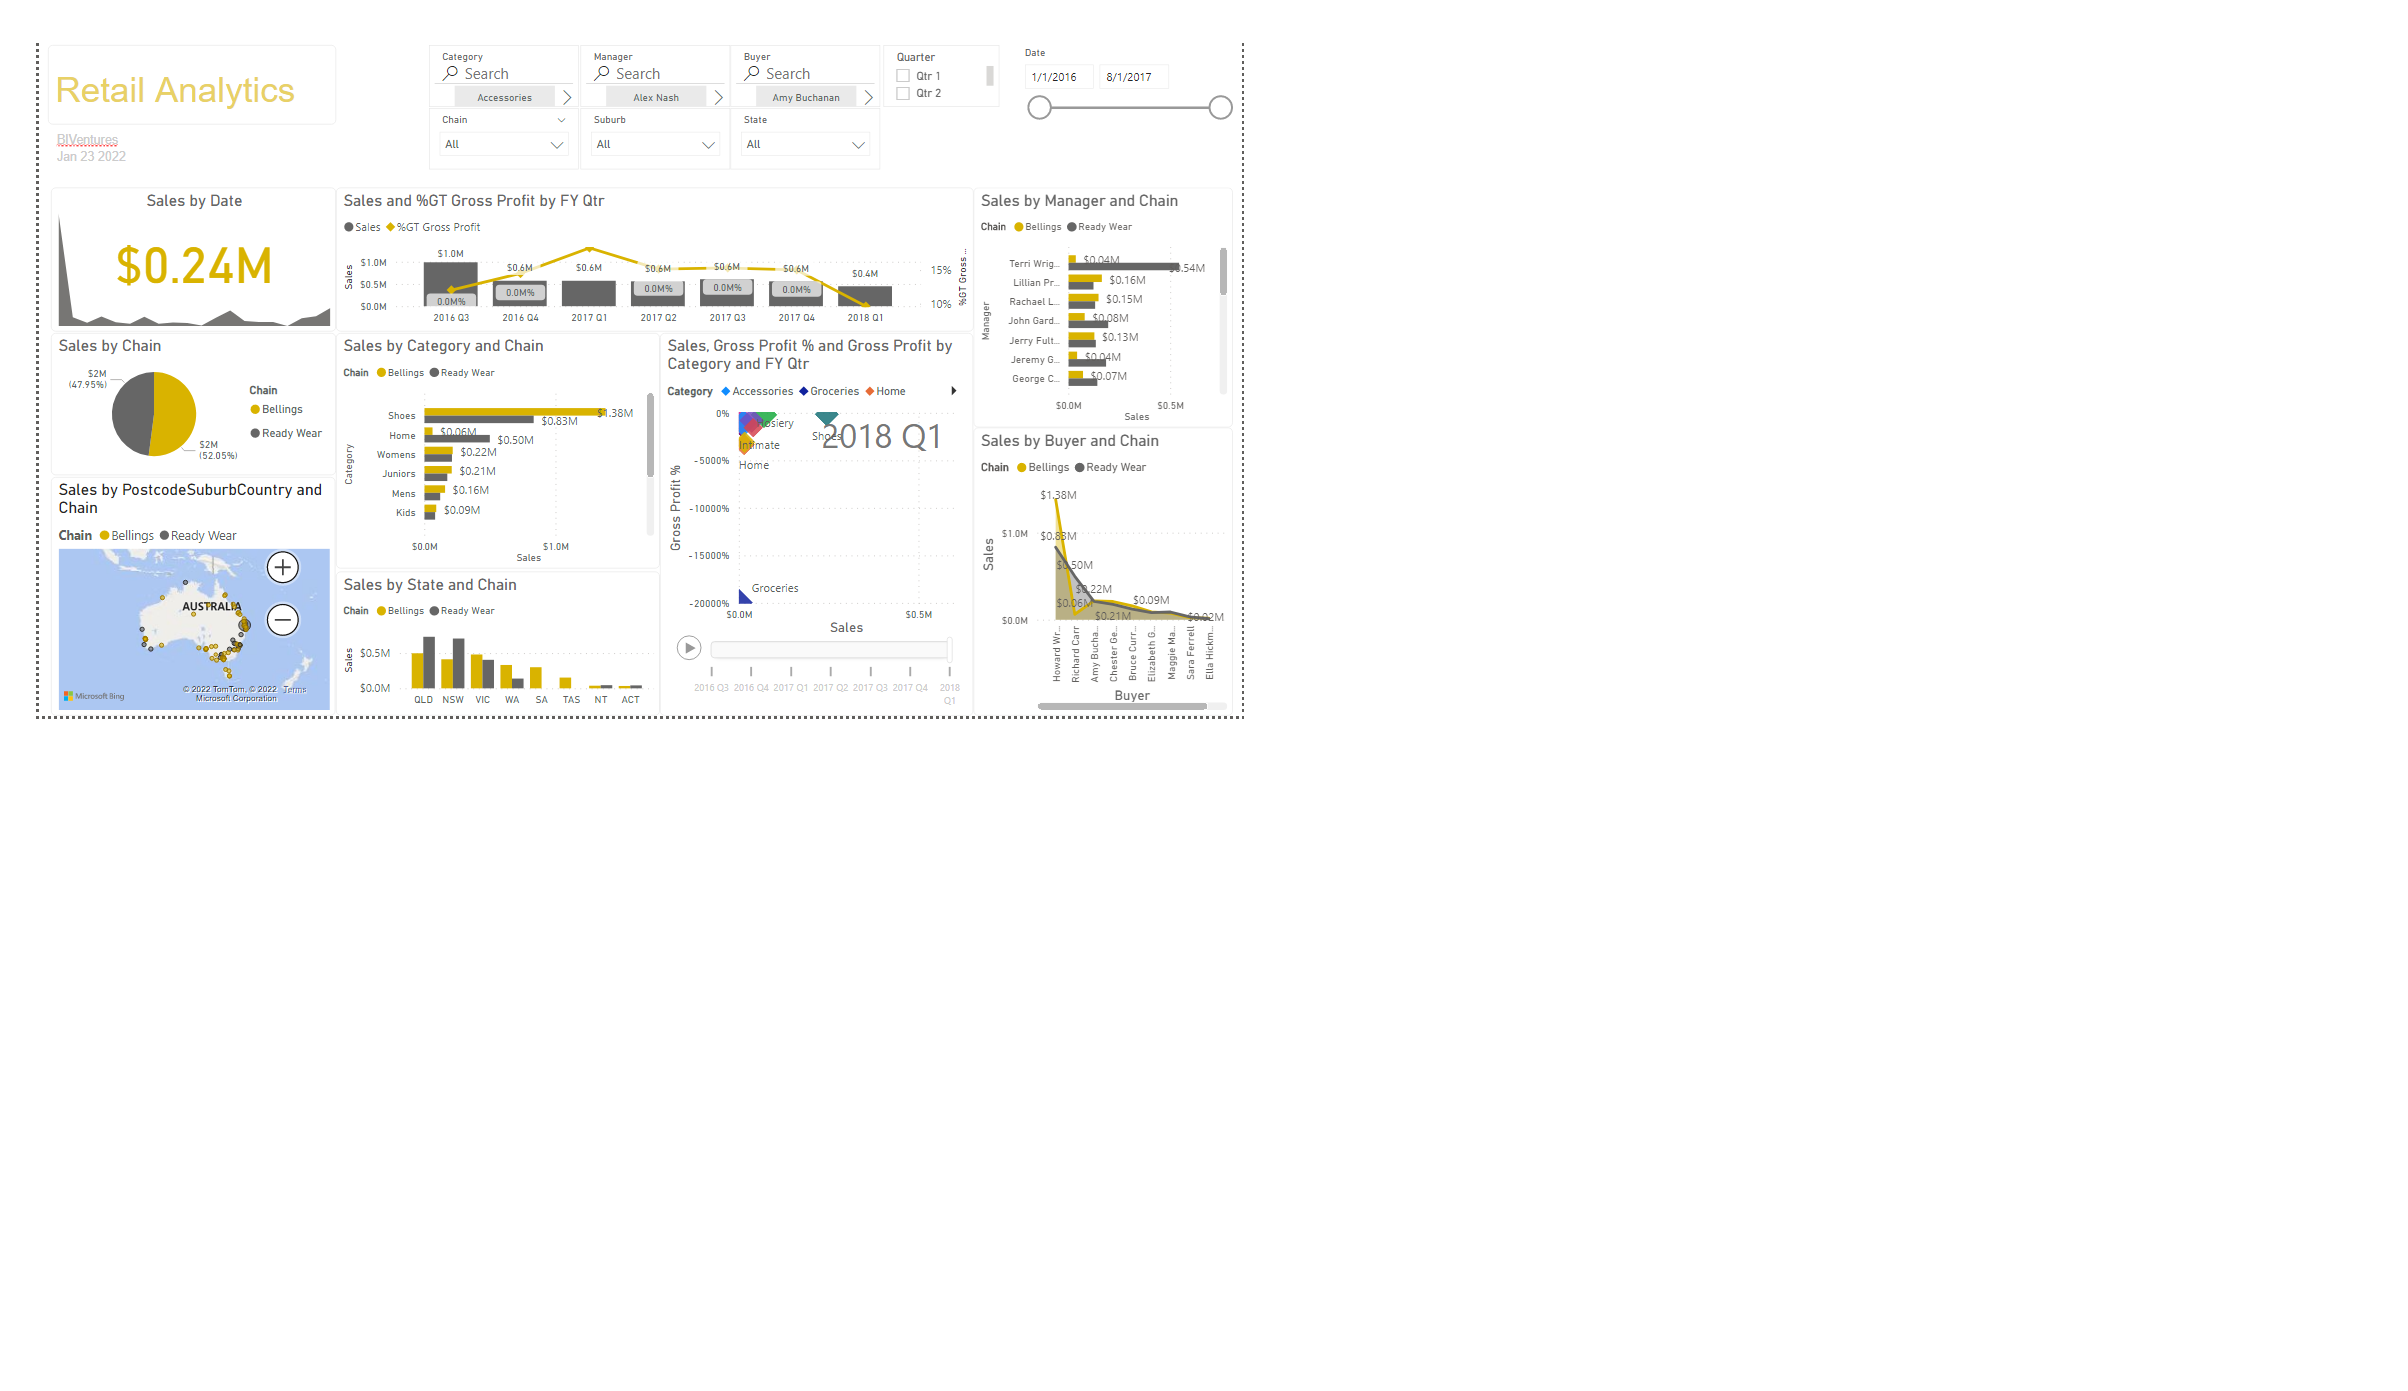 Retail Analytics
BIVentures
Jan 23 2022
Category
Search
Accessories
Manager
Search
Alex Nash
Buyer
Search
Amy Buchanan
Quarter
Qtr 1
Qtr 2
Date
1/1/2016 8/1/2017
Chain
All
Suburb
All
State
All
Sales by Date
$0.24M
Sales and %GT Gross Profit by FY Qtr
Sales %GT Gross Profit
Sales
$1.0M
$0.5M
$0.0M
$1.0M $0.6M $0.6M $0.6M $0.6M $0.6M $0.4M
0.0M% 0.0M% 0.0M% 0.0M% 0.0M%
15%
10%
%GT Gross ...
2016 Q3 2016 Q4 2017 Q1 2017 Q2 2017 Q3 2017 Q4 2018 Q1
Sales by Manager and Chain
Chain Bellings Ready Wear
Manager
Terri Wrig... $0.04M $0.54M
Lillian Pr... $0.16M
Rachael L... $0.15M
John Gard... $0.08M
Jerry Fult... $0.13M
Jeremy G... $0.04M
George C... $0.07M
$0.0M $0.5M
Sales
Sales by Chain
$2M
(47.95%)
$2M
(52.05%)
Chain
Bellings
Ready Wear
Sales by Category and Chain
Chain Bellings Ready Wear
Category
Shoes $1.38M $0.83M
Home $0.06M $0.50M
Womens $0.22M
Juniors $0.21M
Mens $0.16M
Kids $0.09M
$0.0M $1.0M
Sales
Sales, Gross Profit % and Gross Profit by
Category and FY Qtr
Category Accessories Groceries Home
Gross Profit %
0%
-5000%
-10000%
-15000%
-20000%
Hosiery
Shoes
Intimate
Home
Groceries
2018 Q1
$0.0M $0.5M
Sales
2016 Q3 2016 Q4 2017 Q1 2017 Q2 2017 Q3 2017 Q4 2018
Q1
Sales by Buyer and Chain
Chain Bellings Ready Wear
Sales
$1.0M
$0.0M
$1.38M
$0.83M
$0.50M
$0.06M
$0.22M
$0.21M
$0.09M
$0.02M
Howard Wr...
Richard Carr
Amy Bucha...
Chester Ge...
Bruce Curr...
Elizabeth G...
Maggie Ma...
Sara Ferrell
Ella Hickm...
Buyer
Sales by PostcodeSuburbCountry and
Chain
Chain Bellings Ready Wear
AUSTRALIA
Microsoft Bing
© 2022 TomTom, © 2022 Terms
Microsoft Corporation
Sales by State and Chain
Chain Bellings Ready Wear
Sales
$0.5M
$0.0M
QLD NSW VIC WA SA TAS NT ACT